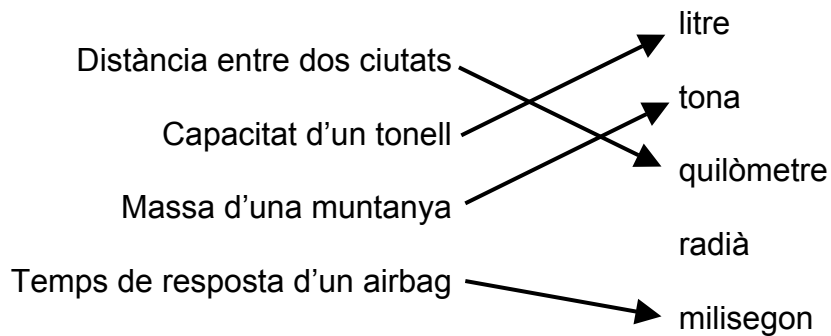 Distància entre dos ciutats
Capacitat d’un tonell
Massa d’una muntanya
Temps de resposta d’un airbag
litre
tona
quilòmetre
radià
milisegon